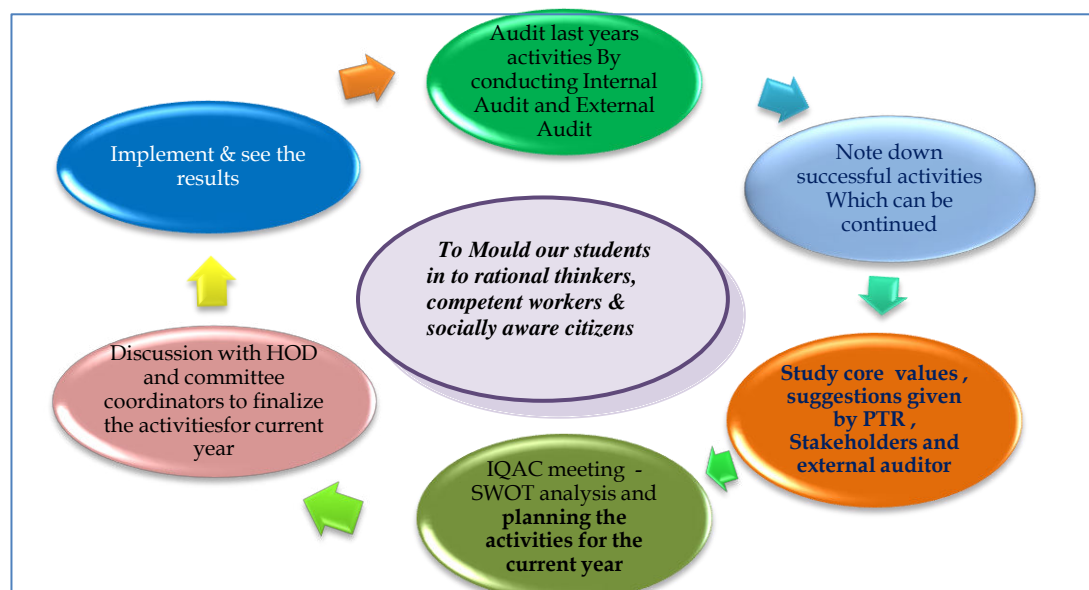 Audit last years
activities By
conducting Internal
Audit and External
Audit
Note down
successful activities
Which can be
continued
Study core values ,
suggestions given
by PTR ,
Stakeholders and
external auditor
IQAC meeting -
SWOT analysis and
planning the
activities for the
current year
Discussion with HOD
and committee
coordinators to finalize
the activitiesfor current
year
Implement & see the
results
To Mould our students
in to rational thinkers,
competent workers &
socially aware citizens